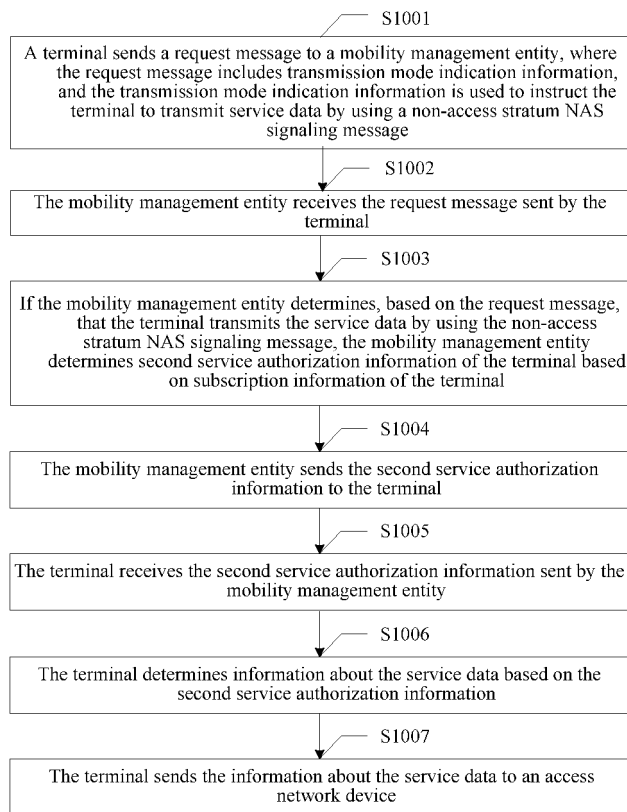 S1001
A terminal sends a request message to a mobility management entity, where
the request message includes transmission mode indication information,
and the transmission mode indication information is used to instruct the
terminal to transmit service data by using a non-access stratum NAS
signaling message
S1002
The mobility management entity receives the request message sent by the
terminal
S1003
If the mobility management entity determines, based on the request message,
that the terminal transmits the service data by using the non-access
stratum NAS signaling message, the mobility management entity
determines second service authorization information of the terminal based
on subscription information of the terminal
S1004
The mobility management entity sends the second service authorization
information to the terminal
S1005
The terminal receives the second service authorization information sent by the
mobility management entity
S1006
The terminal determines information about the service data based on the
second service authorization information
S1007
The terminal sends the information about the service data to an access
network device